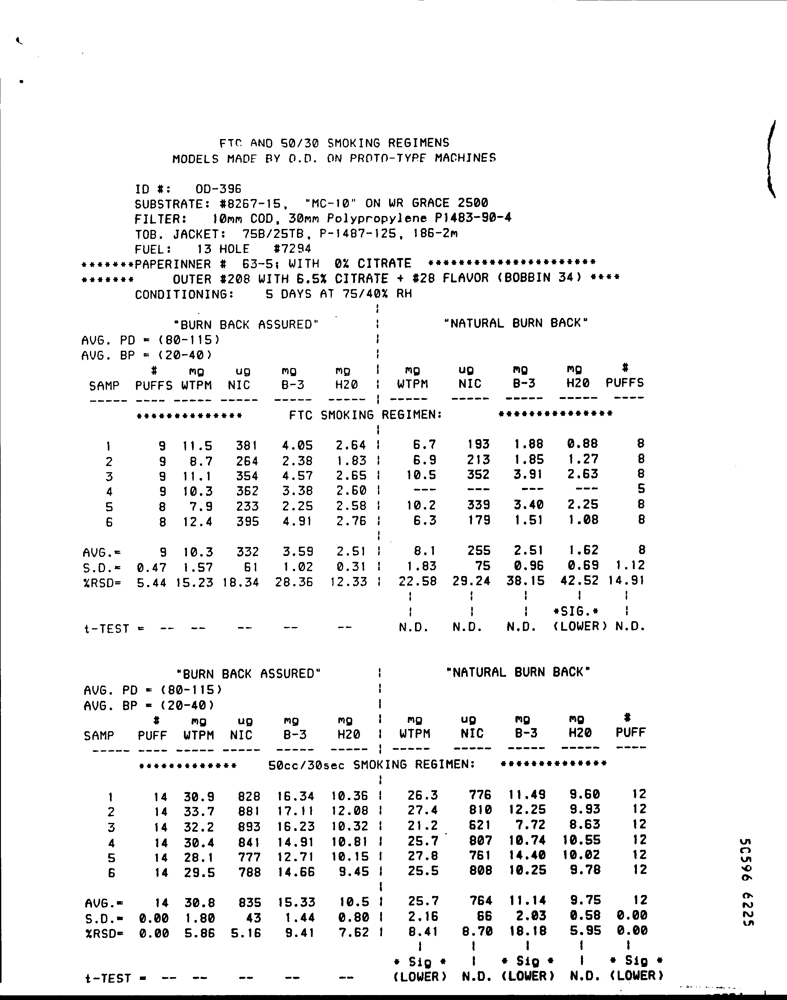 FTC AND 50/30 SMOKING REGIMENS
MODELS MADE BY O.D. ON PROTO-TYPE MACHINES
ID #: OD-396
SUBSTRATE: #8267-15, "MC-10" ON WR GRACE 2500
FILTER: 10mm COD, 30mm Polypropylene P1483-90-4
TOB. JACKET: 75B/25TB, P-1487-125, 186-2m
FUEL: 13 HOLE #7294
*******PAPERINNER # 63-5; WITH 0% CITRATE **********************
******* OUTER #208 WITH 6.5% CITRATE + #28 FLAVOR (BOBBIN 34) ****
CONDITIONING: 5 DAYS AT 75/40% RH
"BURN BACK ASSURED" | "NATURAL BURN BACK"
AVG. PD = (80-115) |
AVG. BP = (20-40) |
# mg ug mg mg | mg ug mg mg #
SAMP PUFFS WTPM NIC B-3 H20 | WTPM NIC B-3 H20 PUFFS
----- ---- ----- ----- ----- ----- | ----- ----- ----- ----- ----
************** FTC SMOKING REGIMEN: ***************
1 9 11.5 381 4.05 2.64 | 6.7 193 1.88 0.88 8
2 9 8.7 264 2.38 1.83 | 6.9 213 1.85 1.27 8
3 9 11.1 354 4.57 2.65 | 10.5 352 3.91 2.63 8
4 9 10.3 362 3.38 2.60 | --- --- --- --- 5
5 8 7.9 233 2.25 2.58 | 10.2 339 3.40 2.25 8
6 8 12.4 395 4.91 2.76 | 6.3 179 1.51 1.08 8
AVG.= 9 10.3 332 3.59 2.51 | 8.1 255 2.51 1.62 8
S.D.= 0.47 1.57 61 1.02 0.31 | 1.83 75 0.96 0.69 1.12
%RSD= 5.44 15.23 18.34 28.36 12.33 | 22.58 29.24 38.15 42.52 14.91
| | | | |
| | | *SIG.* |
t-TEST = -- -- -- -- -- N.D. N.D. N.D. (LOWER) N.D.
"BURN BACK ASSURED" | "NATURAL BURN BACK"
AVG. PD = (80-115) |
AVG. BP = (20-40) |
# mg ug mg mg | mg ug mg mg #
SAMP PUFF WTPM NIC B-3 H20 | WTPM NIC B-3 H20 PUFF
----- ---- ----- ----- ----- ----- | ----- ----- ----- ----- ----
************* 50cc/30sec SMOKING REGIMEN: **************
1 14 30.9 828 16.34 10.36 | 26.3 776 11.49 9.60 12
2 14 33.7 881 17.11 12.08 | 27.4 810 12.25 9.93 12
3 14 32.2 893 16.23 10.32 | 21.2 621 7.72 8.63 12
4 14 30.4 841 14.91 10.81 | 25.7 807 10.74 10.55 12
5 14 28.1 777 12.71 10.15 | 27.8 761 14.40 10.02 12
6 14 29.5 788 14.66 9.45 | 25.5 808 10.25 9.78 12
AVG.= 14 30.8 835 15.33 10.5 | 25.7 764 11.14 9.75 12
S.D.= 0.00 1.80 43 1.44 0.80 | 2.16 66 2.03 0.58 0.00
%RSD= 0.00 5.86 5.16 9.41 7.62 | 8.41 8.70 18.18 5.95 0.00
| | | | |
* Sig * | * Sig * | * Sig *
t-TEST = -- -- -- -- -- (LOWER) N.D. (LOWER) N.D. (LOWER)
50596 6225